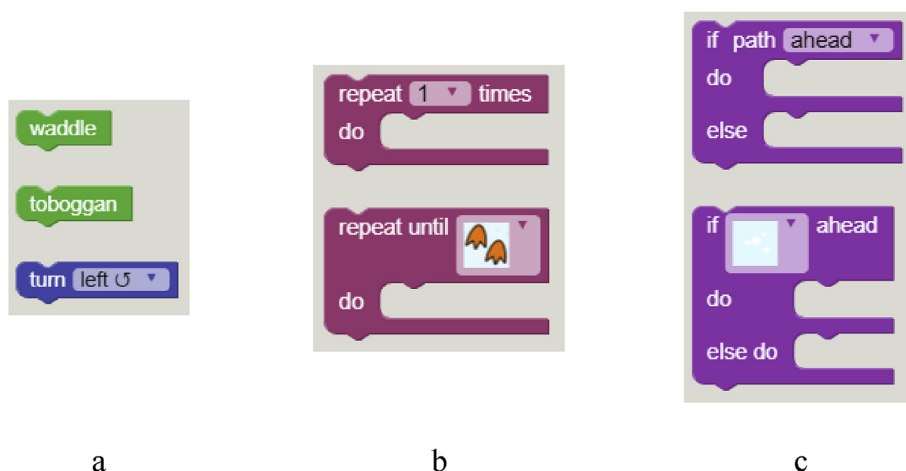 waddle
toboggan
turn left ↺
a
repeat 1 times
do
repeat until
do
b
if path ahead
do
else
if ahead
do
else do
c